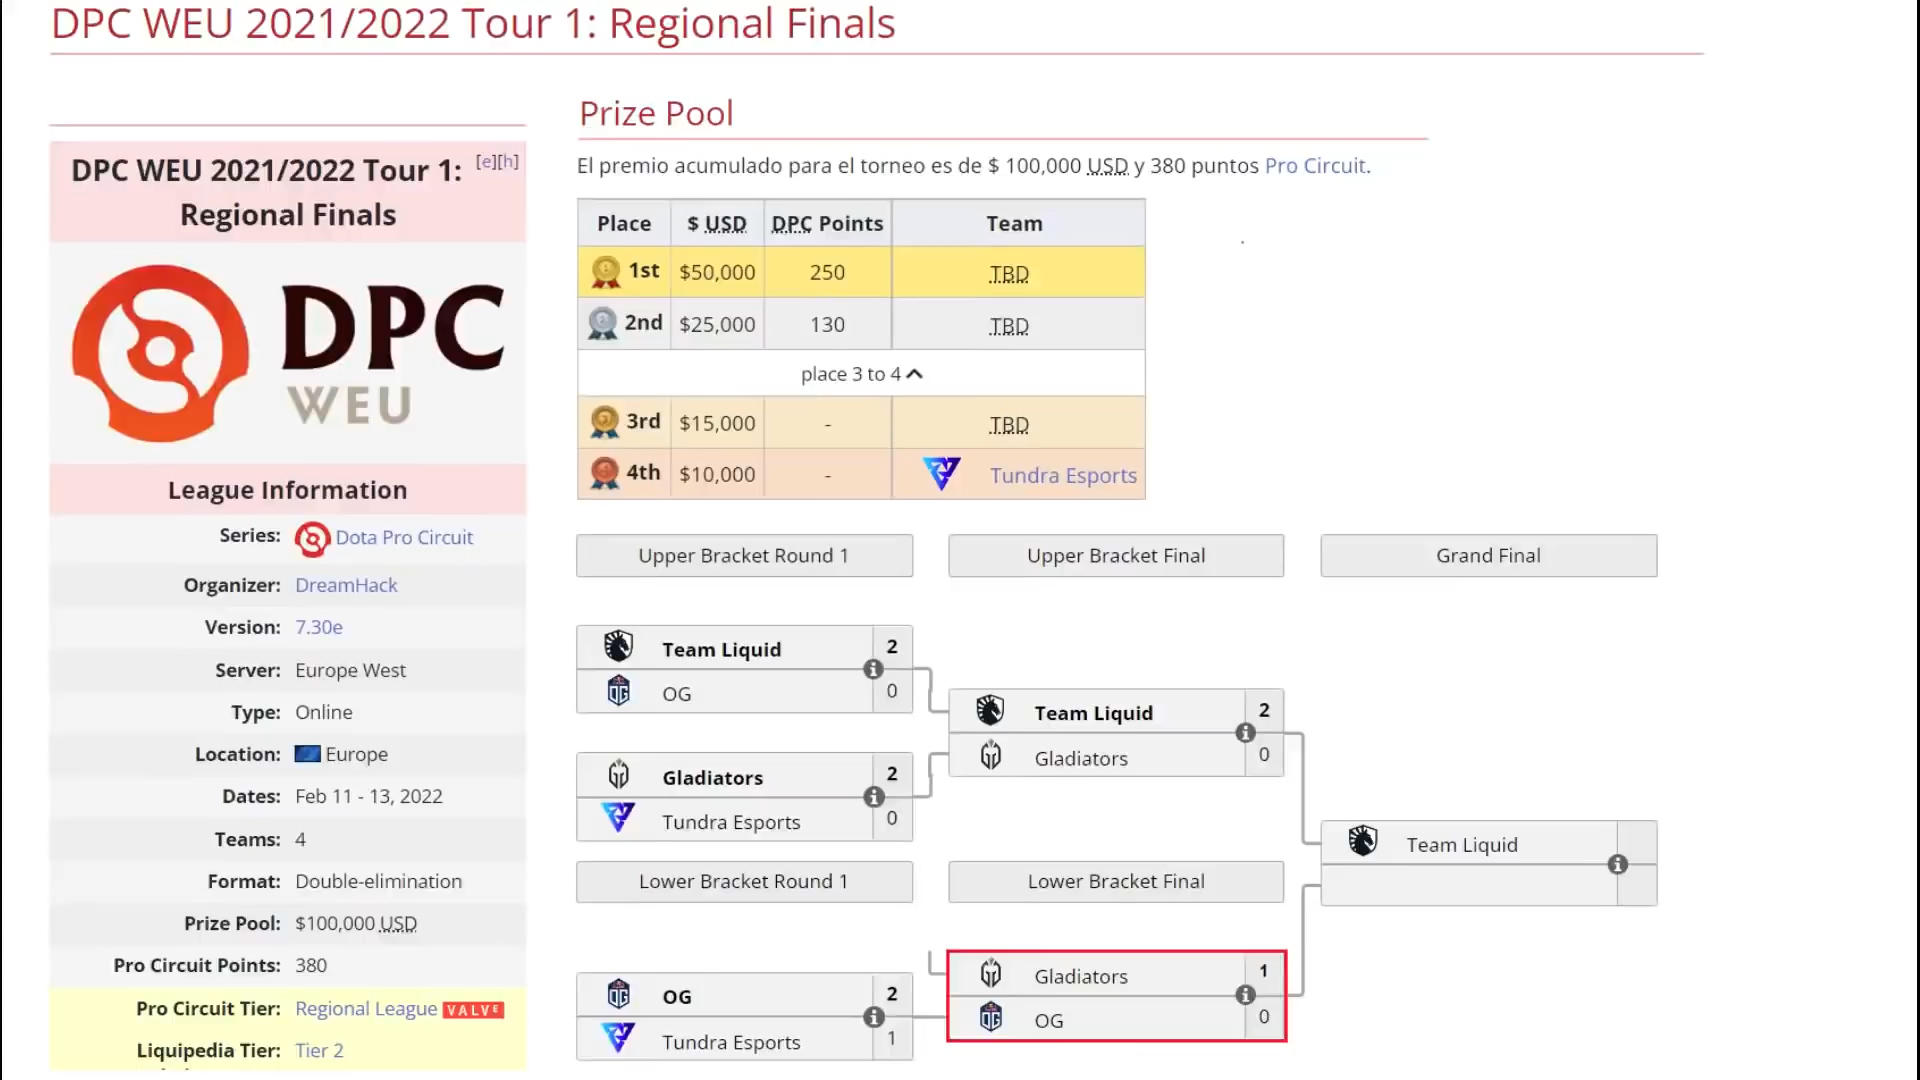 DPC WEU 2021/2022 Tour 1: Regional Finals
DPC WEU 2021/2022 Tour 1: [e][h]
Regional Finals
DPC
WEU
League Information
Series: Dota Pro Circuit
Organizer: DreamHack
Version: 7.30e
Server: Europe West
Type: Online
Location: Europe
Dates: Feb 11 - 13, 2022
Teams: 4
Format: Double-elimination
Prize Pool: $100,000 USD
Pro Circuit Points: 380
Pro Circuit Tier: Regional League VALVE
Liquipedia Tier: Tier 2
Prize Pool
El premio acumulado para el torneo es de $ 100,000 USD y 380 puntos Pro Circuit.
Place $ USD DPC Points Team
1st $50,000 250 TBD
2nd $25,000 130 TBD
place 3 to 4
3rd $15,000 - TBD
4th $10,000 - Tundra Esports
Upper Bracket Round 1 Upper Bracket Final Grand Final
Team Liquid 2
OG 0
Gladiators 2
Tundra Esports 0
Team Liquid 2
Gladiators 0
Team Liquid
Lower Bracket Round 1 Lower Bracket Final
OG 2
Tundra Esports 1
Gladiators 1
OG 0